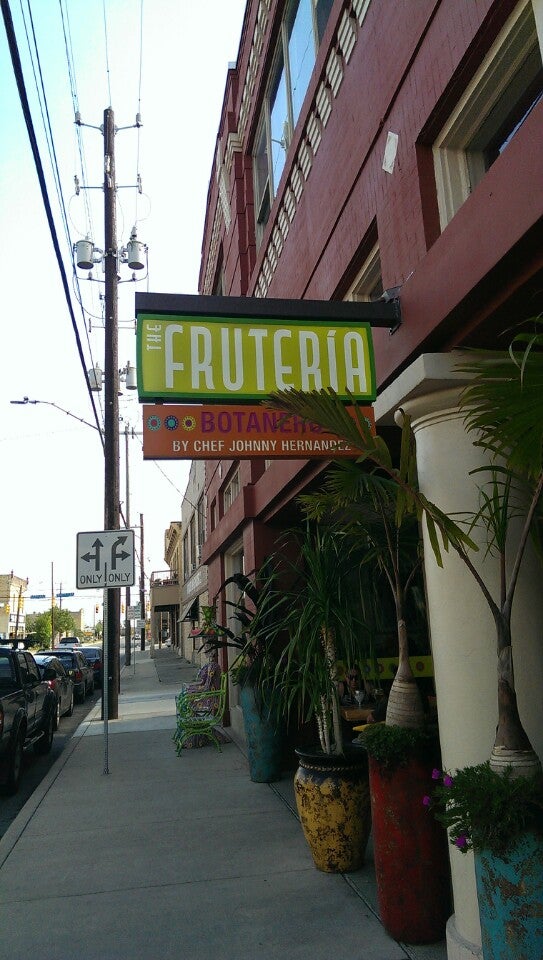 THE FRUTERÍA
BOTANERO
BY CHEF JOHNNY HERNANDEZ
ONLY ONLY